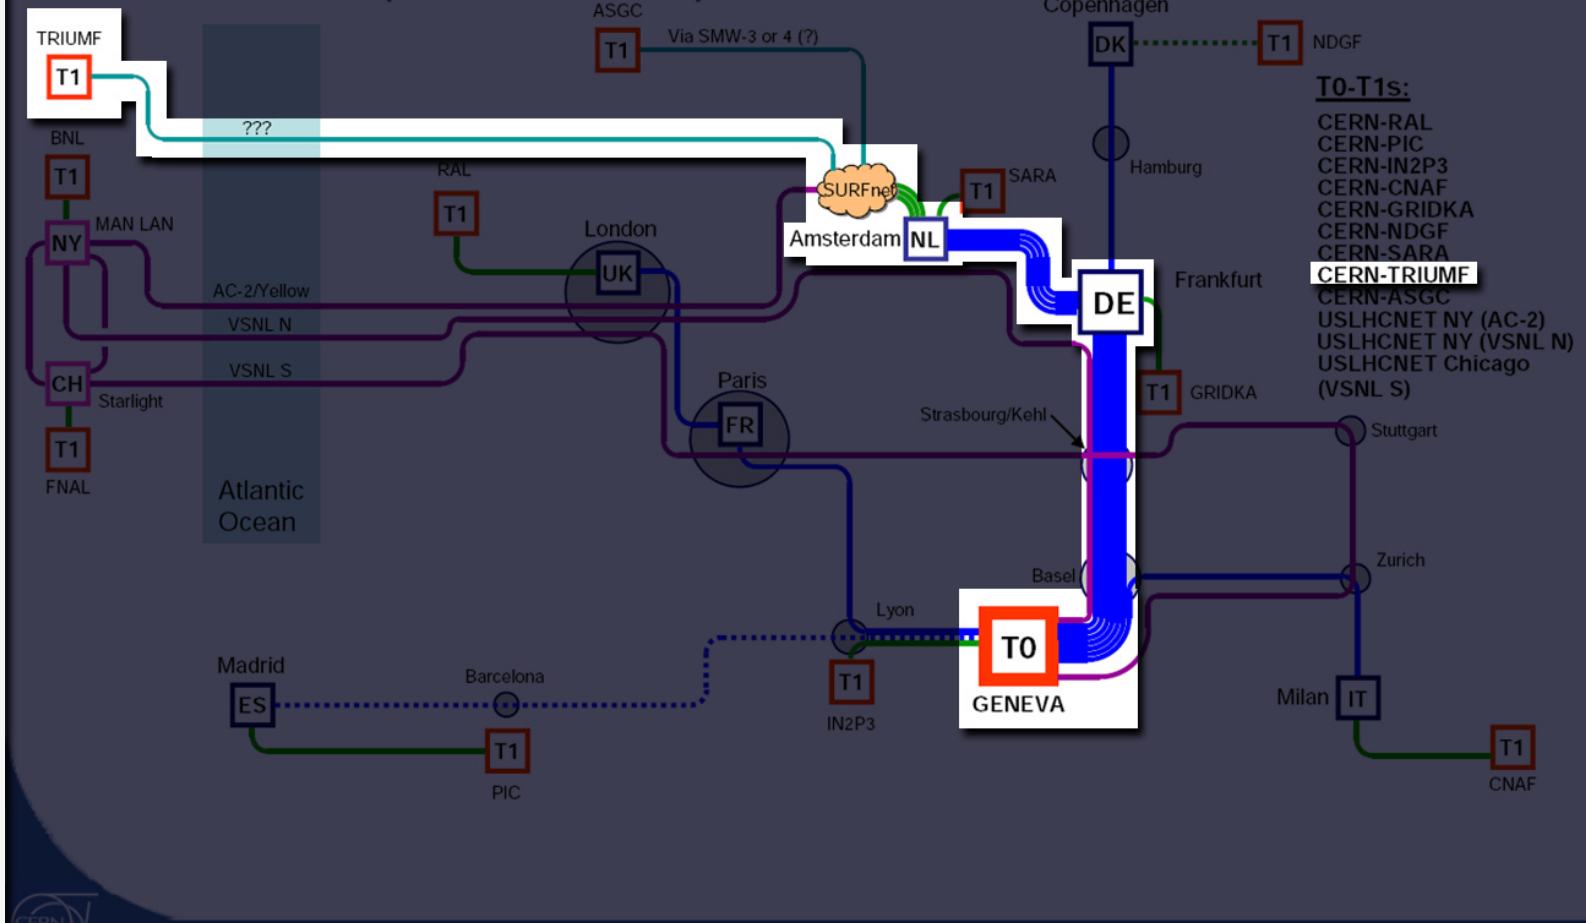 Copenhagen
ASGC
T1
Via SMW-3 or 4 (?)
DK
T1
NDGF
TRIUMF
T1
T0-T1s:
CERN-RAL
CERN-PIC
CERN-IN2P3
CERN-CNAF
CERN-GRIDKA
CERN-NDGF
CERN-SARA
CERN-TRIUMF
CERN-ASGC
USLHCNET NY (AC-2)
USLHCNET NY (VSNL N)
USLHCNET Chicago
(VSNL S)
???
BNL
T1
Hamburg
RAL
T1
SURFnet
T1
SARA
MAN LAN
NY
London
UK
Amsterdam
NL
DE
Frankfurt
AC-2/Yellow
VSNL N
VSNL S
CH
Starlight
Paris
FR
T1
GRIDKA
Strasbourg/Kehl
Stuttgart
T1
FNAL
Atlantic
Ocean
Basel
Zurich
Lyon
T0
GENEVA
Madrid
ES
Barcelona
T1
IN2P3
Milan
IT
T1
PIC
T1
CNAF
CERN